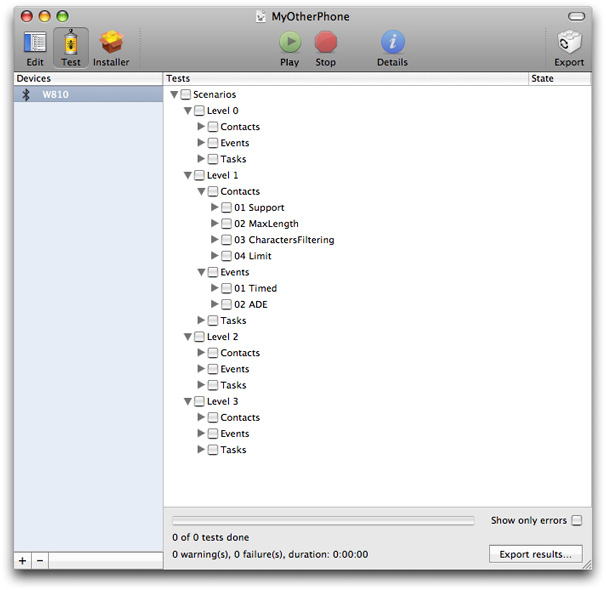 MyOtherPhone
Edit Test Installer Play Stop Details Export
Devices Tests State
W810
Scenarios
Level 0
Contacts
Events
Tasks
Level 1
Contacts
01 Support
02 MaxLength
03 CharactersFiltering
04 Limit
Events
01 Timed
02 ADE
Tasks
Level 2
Contacts
Events
Tasks
Level 3
Contacts
Events
Tasks
Show only errors
0 of 0 tests done
0 warning(s), 0 failure(s), duration: 0:00:00
Export results...